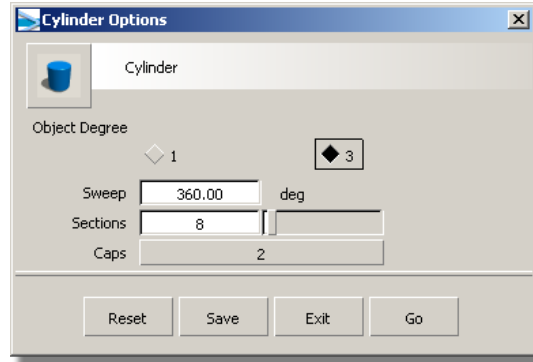 Cylinder Options
Cylinder
Object Degree
1 3
Sweep 360.00 deg
Sections 8
Caps 2
Reset Save Exit Go